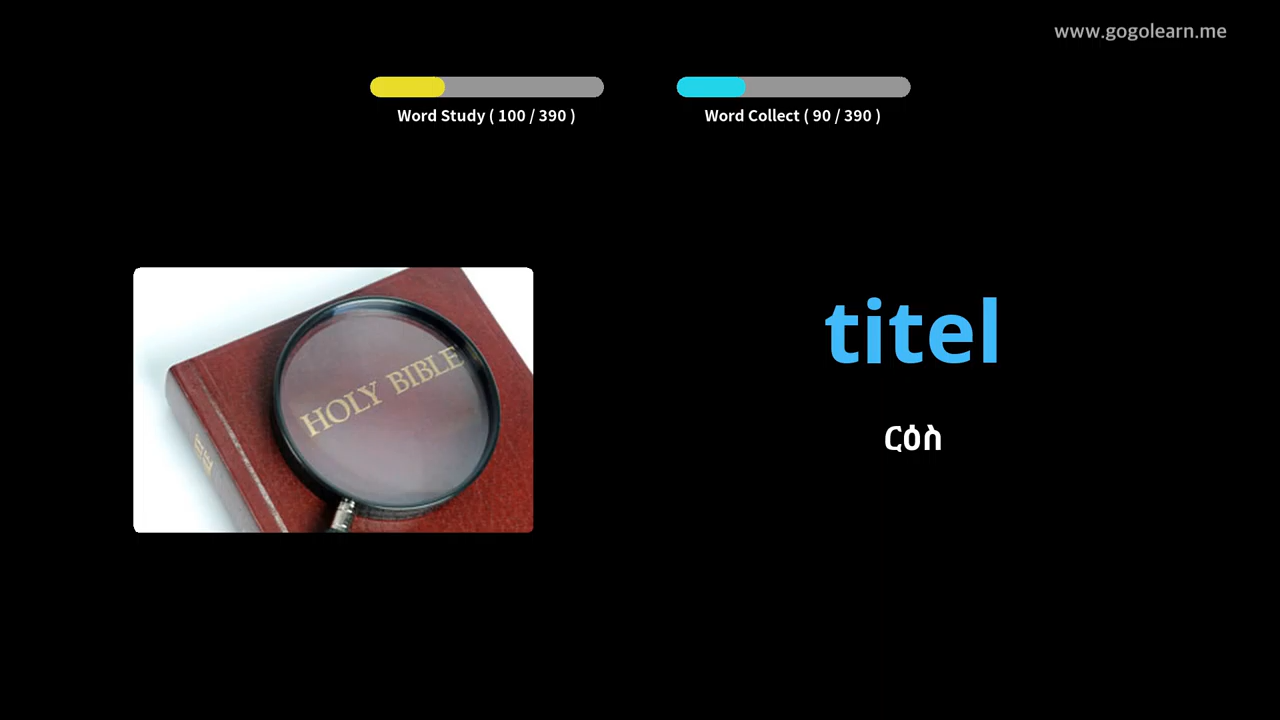 www.gogolearn.me
Word Study ( 100 / 390 )
Word Collect ( 90 / 390 )
HOLY BIBLE
titel
ርዕስ